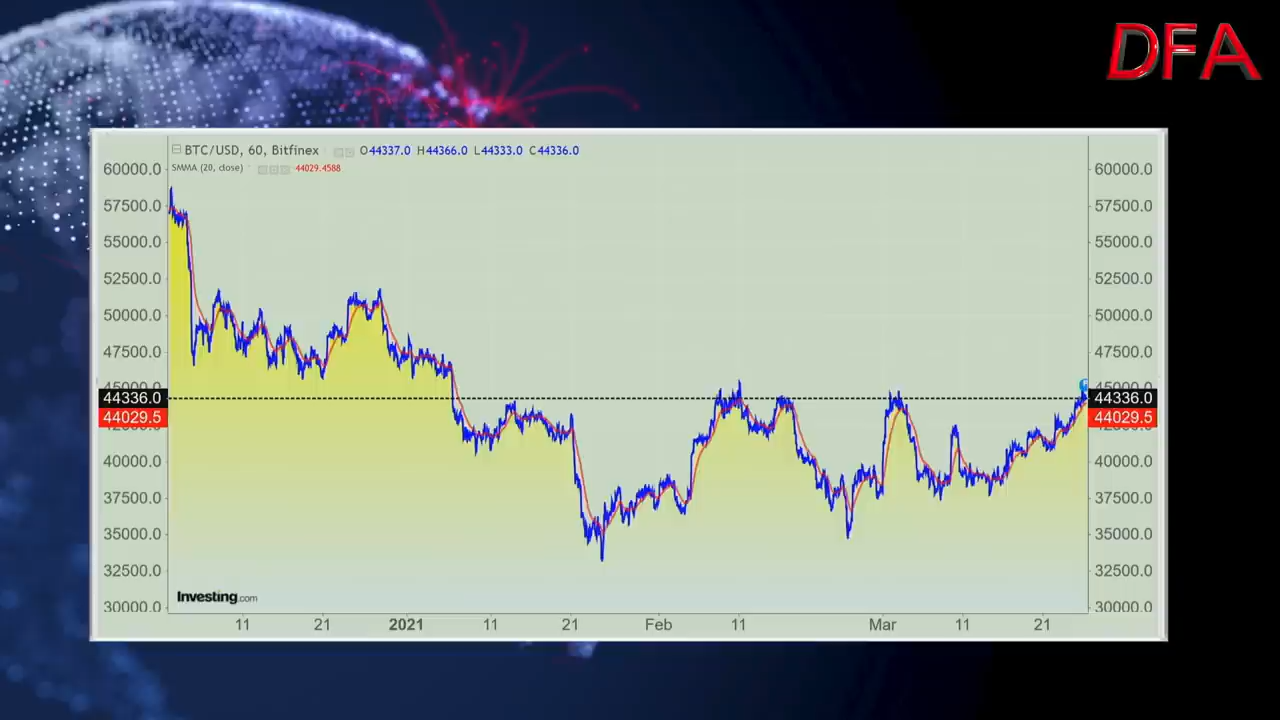 DFA
BTC/USD, 60, Bitfinex O44337.0 H44366.0 L44333.0 C44336.0
SMMA (20, close) 44029.4588
60000.0 60000.0
57500.0 57500.0
55000.0 55000.0
52500.0 52500.0
50000.0 50000.0
47500.0 47500.0
45000.0 45000.0
44336.0 44336.0
44029.5 44029.5
40000.0 40000.0
37500.0 37500.0
35000.0 35000.0
32500.0 32500.0
30000.0 30000.0
Investing.com
11 21 2021 11 21 Feb 11 Mar 11 21